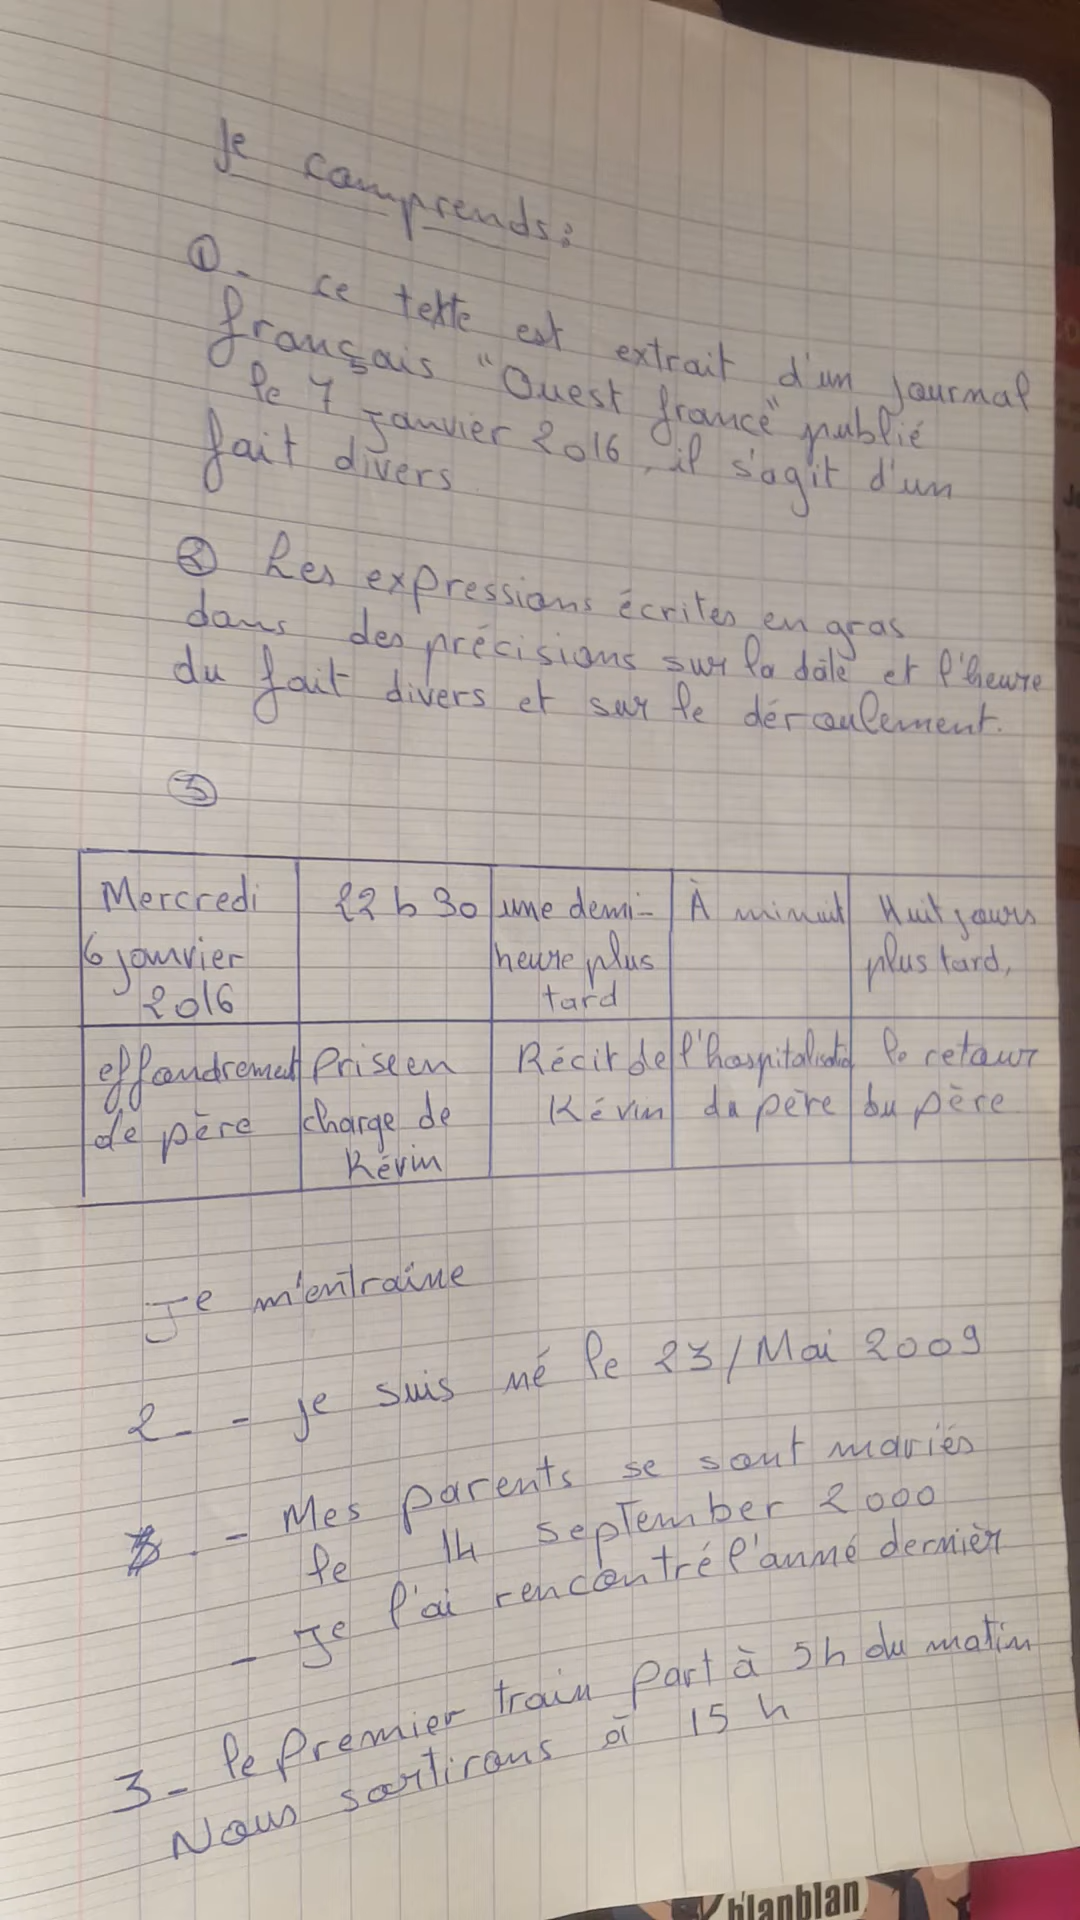 Je comprends:
①- ce texte est extrait d'un journal
français "Ouest france" publié
le 7 janvier 2016, il s'agit d'un
fait divers
② Les expressions écrites en gras
dans des précisions sur la date et l'heure
du fait divers et sur le déroulement.
③
Mercredi 6 janvier 2016 | 22 h 30 | une demi-heure plus tard | À minuit | Huit jours plus tard,
effondrement de père | Prise en charge de Kévin | Récit de Kévin | l'hospitalisation du père | le retour du père
Je m'entraîne
2- - je suis né le 23/Mai 2009
- Mes parents se sont mariés
le 14 september 2000
- Je l'ai rencontré l'anné dernièr
3- le premier train part à 5h du matin
Nous sortirons à 15 h
blanblan